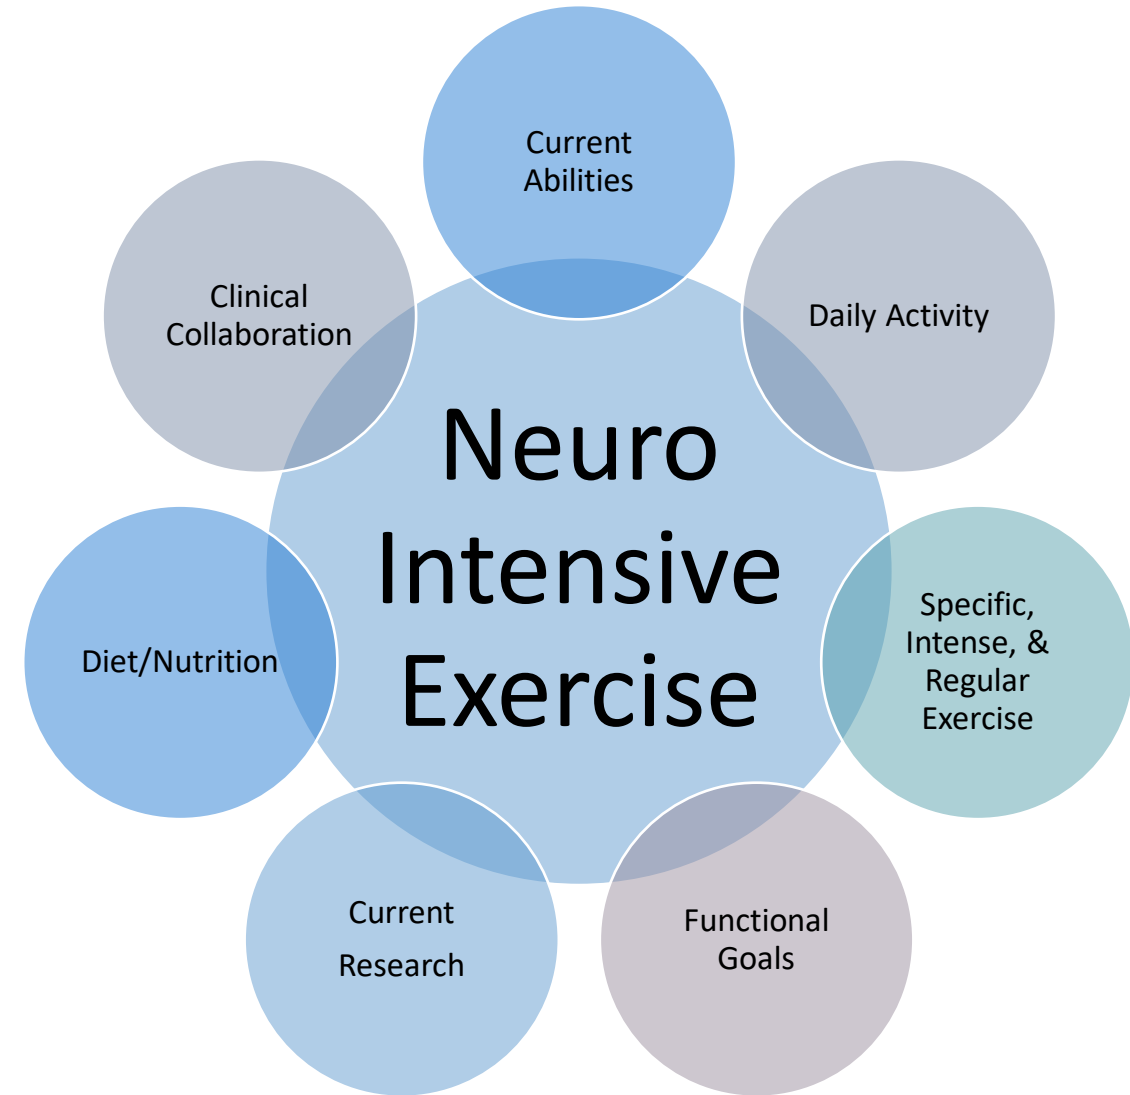 Current
Abilities
Clinical
Collaboration
Daily Activity
Neuro
Intensive
Exercise
Diet/Nutrition
Specific,
Intense, &
Regular
Exercise
Current
Research
Functional
Goals